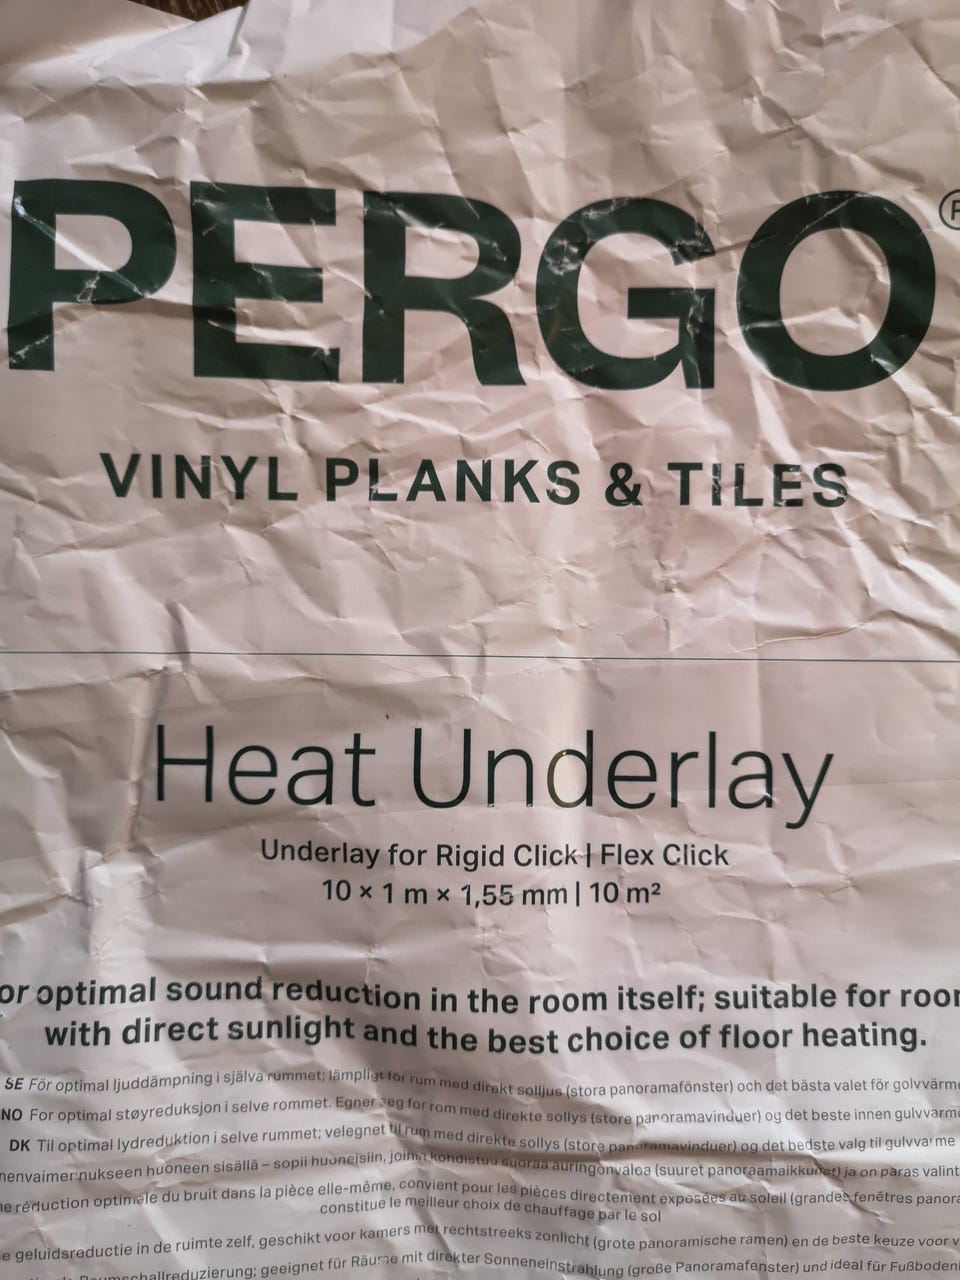 PERGO®
VINYL PLANKS & TILES
Heat Underlay
Underlay for Rigid Click | Flex Click
10 × 1 m × 1,55 mm | 10 m²
or optimal sound reduction in the room itself; suitable for roor
with direct sunlight and the best choice of floor heating.
SE För optimal ljuddämpning i själva rummet; lämpligt för rum med direkt solljus (stora panoramafönster) och det bästa valet för golvvärme
NO For optimal støyreduksjon i selve rommet. Egner seg for rom med direkte sollys (store panoramavinduer) og det beste innen gulvvarme
DK Til optimal lydreduktion i selve rummet; velegnet til rum med direkte sollys (store panoramavinduer) og det bedste valg til gulvvarme
nenvaimennukseen huoneen sisällä – sopii huoneisiin, joihin kohdistuu suoraa auringonvaloa (suuret panoraamaikkunat) ja on paras valint
ne réduction optimale du bruit dans la pièce elle-même, convient pour les pièces directement exposées au soleil (grandes fenêtres panora
constitue le meilleur choix de chauffage par le sol
e geluidsreductie in de ruimte zelf, geschikt voor kamers met rechtstreeks zonlicht (grote panoramische ramen) en de beste keuze voor v
Raumschallreduzierung; geeignet für Räume mit direkter Sonneneinstrahlung (große Panoramafenster) und ideal für Fußboden